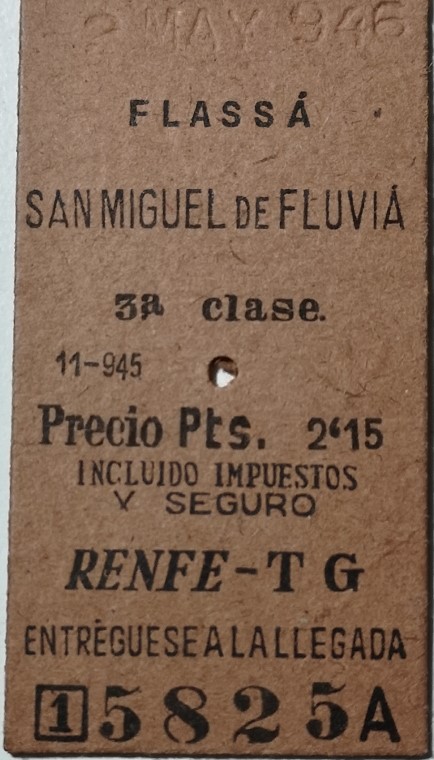 2 MAY 946
FLASSÁ
SAN MIGUEL DE FLUVIÁ
3ª clase.
11-945
Precio Pts. 2'15
INCLUIDO IMPUESTOS
Y SEGURO
RENFE-T G
ENTRÉGUESE A LA LLEGADA
1 5825A